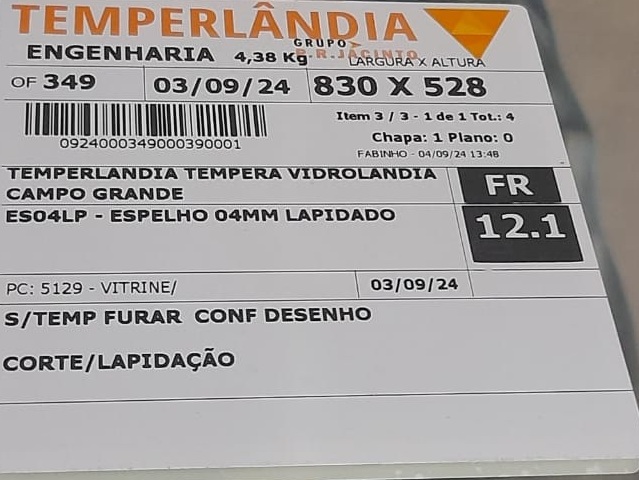 TEMPERLÂNDIA
GRUPO
R.JACINTO
ENGENHARIA 4,38 Kg
LARGURA X ALTURA
OF 349 03/09/24 830 X 528
Item 3 / 3 - 1 de 1 Tot.: 4
Chapa: 1 Plano: 0
0924000349000390001
FABINHO - 04/09/24 13:48
TEMPERLANDIA TEMPERA VIDROLANDIA
CAMPO GRANDE
FR
ES04LP - ESPELHO 04MM LAPIDADO
12.1
PC: 5129 - VITRINE/ 03/09/24
S/TEMP FURAR CONF DESENHO
CORTE/LAPIDAÇÃO